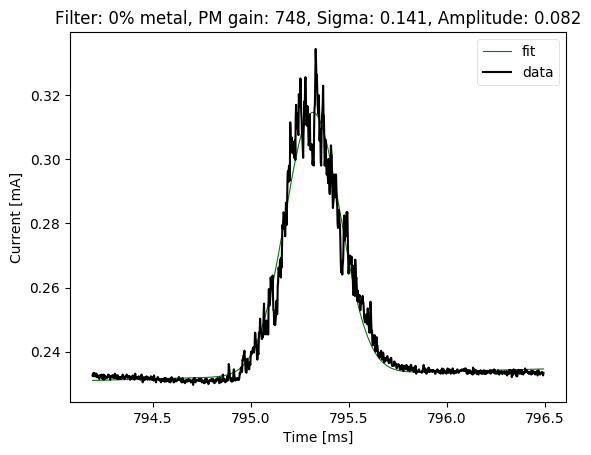 Filter: 0% metal, PM gain: 748, Sigma: 0.141, Amplitude: 0.082
fit
data
0.32
0.30
0.28
0.26
0.24
Current [mA]
794.5 795.0 795.5 796.0 796.5
Time [ms]